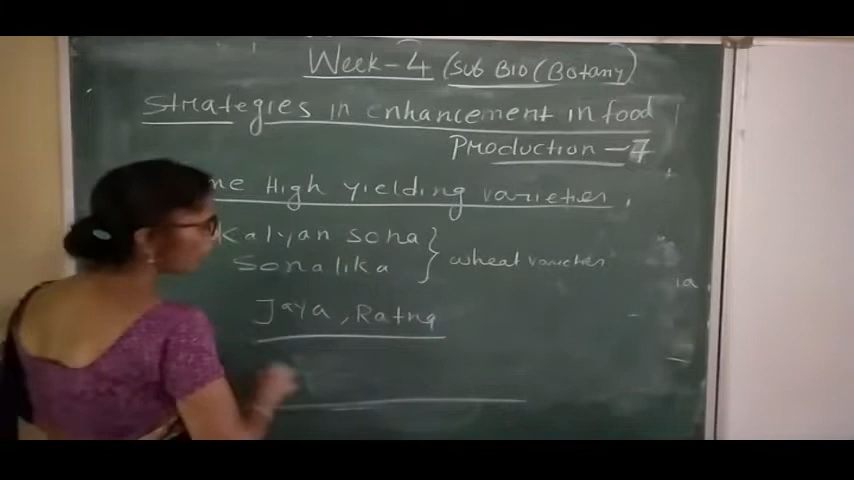 Week-4 (Sub Bio (Botany)
Strategies in enhancement in food
Production -7
me High yielding varieties.
Kalyan sona
Sonalika } wheat varieties
Jaya, Ratna